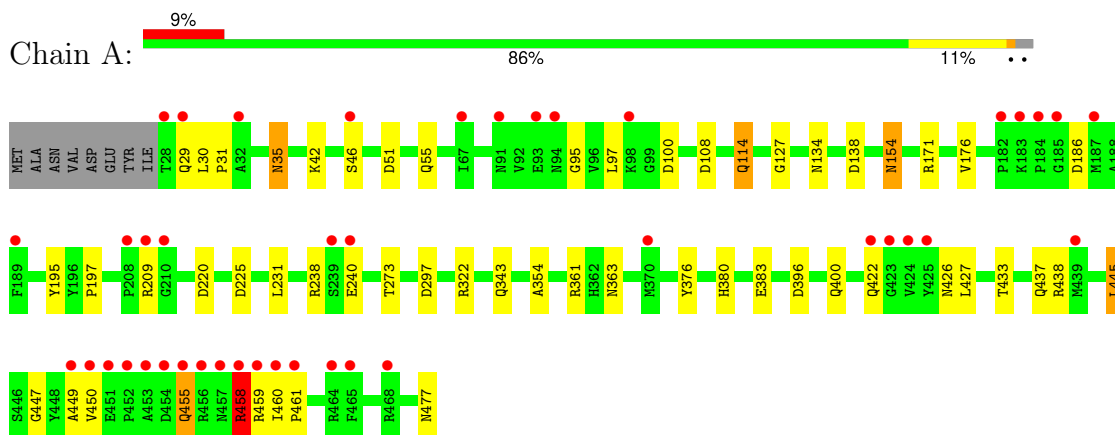 9%
Chain A:
86% 11% • •
MET ALA ASN VAL ASP GLU TYR ILE T28 Q29 L30 P31 A32 N35 K42 S46 D51 Q55 I67 N91 V92 E93 N94 G95 V96 L97 K98 G99 D100 D108 Q114 G127 N134 D138 N154 R171 V176 P182 K183 P184 G185 D186 M187 A188
F189 Y195 Y196 P197 P208 R209 G210 D220 D225 L231 R238 S239 E240 T273 D297 R322 Q343 A354 R361 H362 N363 M370 Y376 H380 E383 D396 Q400 Q422 G423 V424 Y425 N426 L427 T433 Q437 R438 M439 L445
S446 G447 Y448 A449 V450 E451 P452 A453 D454 Q455 R456 N457 R458 R459 I460 P461 R464 F465 R468 N477